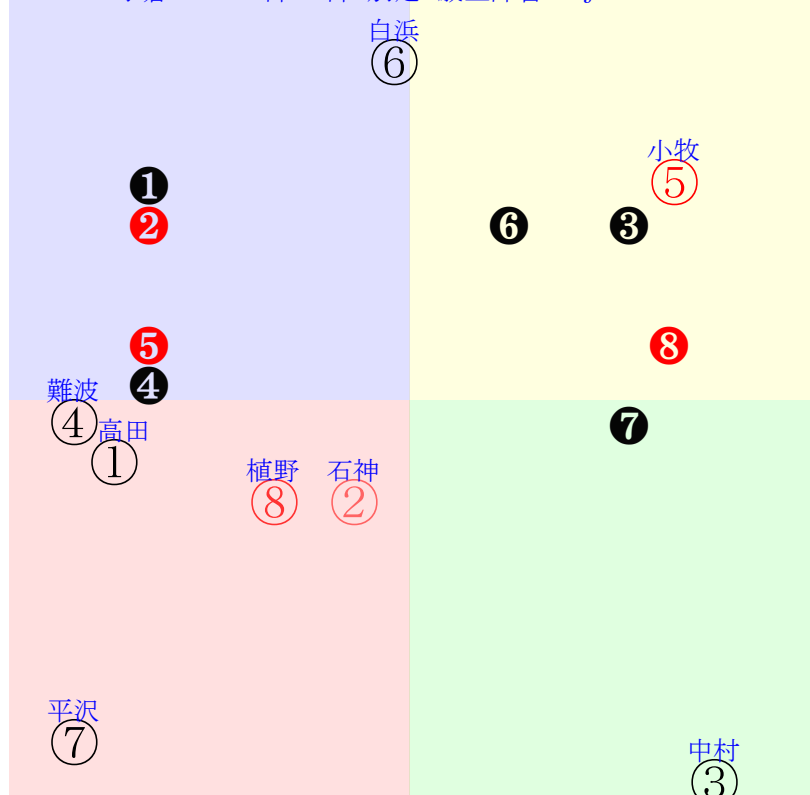 白浜
⑥
小牧
⑤
❶
❷
❻
❸
❺
❽
❹
難波
④
❼
高田
①
植野
⑧
石神
②
平沢
⑦
中村
③